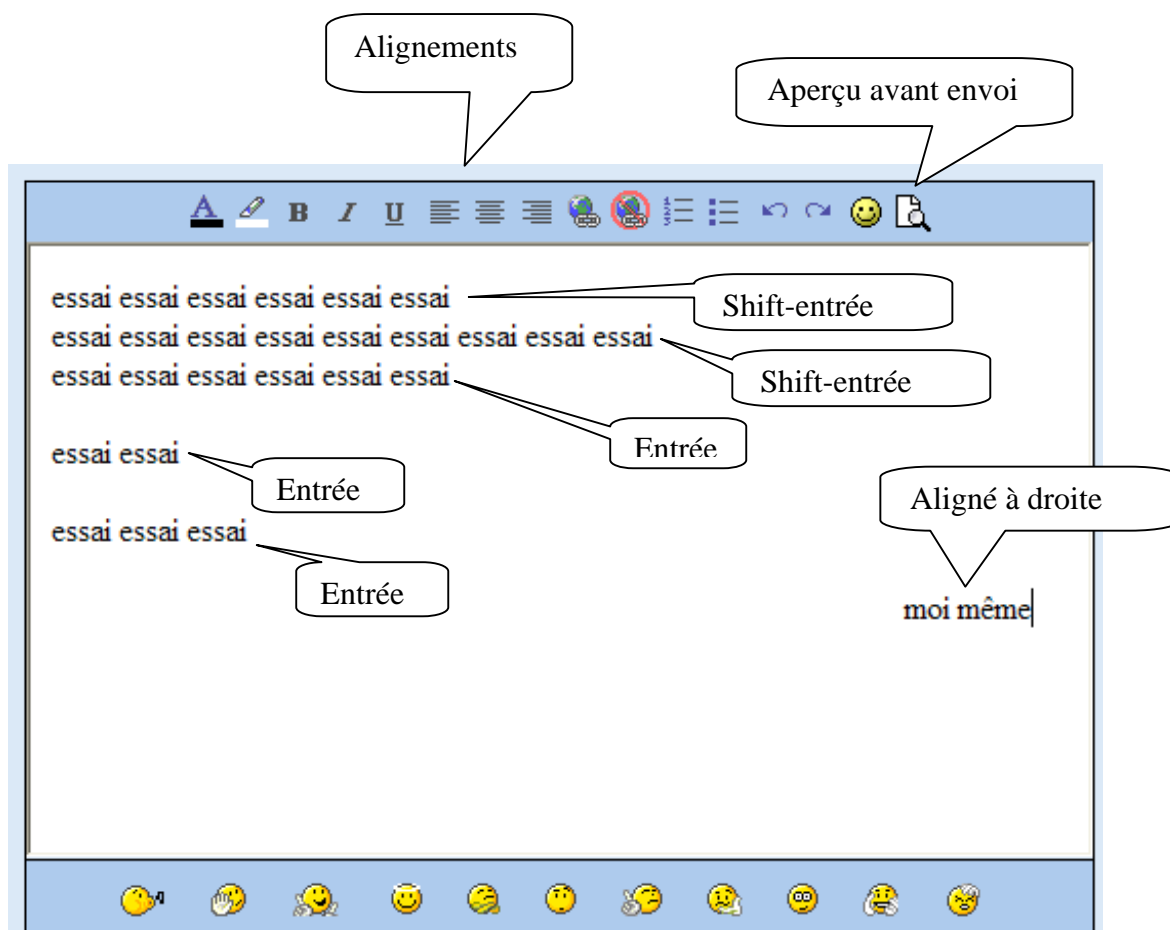 Alignements
Aperçu avant envoi
A B I U
essai essai essai essai essai essai
Shift-entrée
essai essai essai essai essai essai essai essai essai
essai essai essai essai essai essai
Shift-entrée
Entrée
essai essai
Entrée
Aligné à droite
essai essai essai
Entrée
moi même